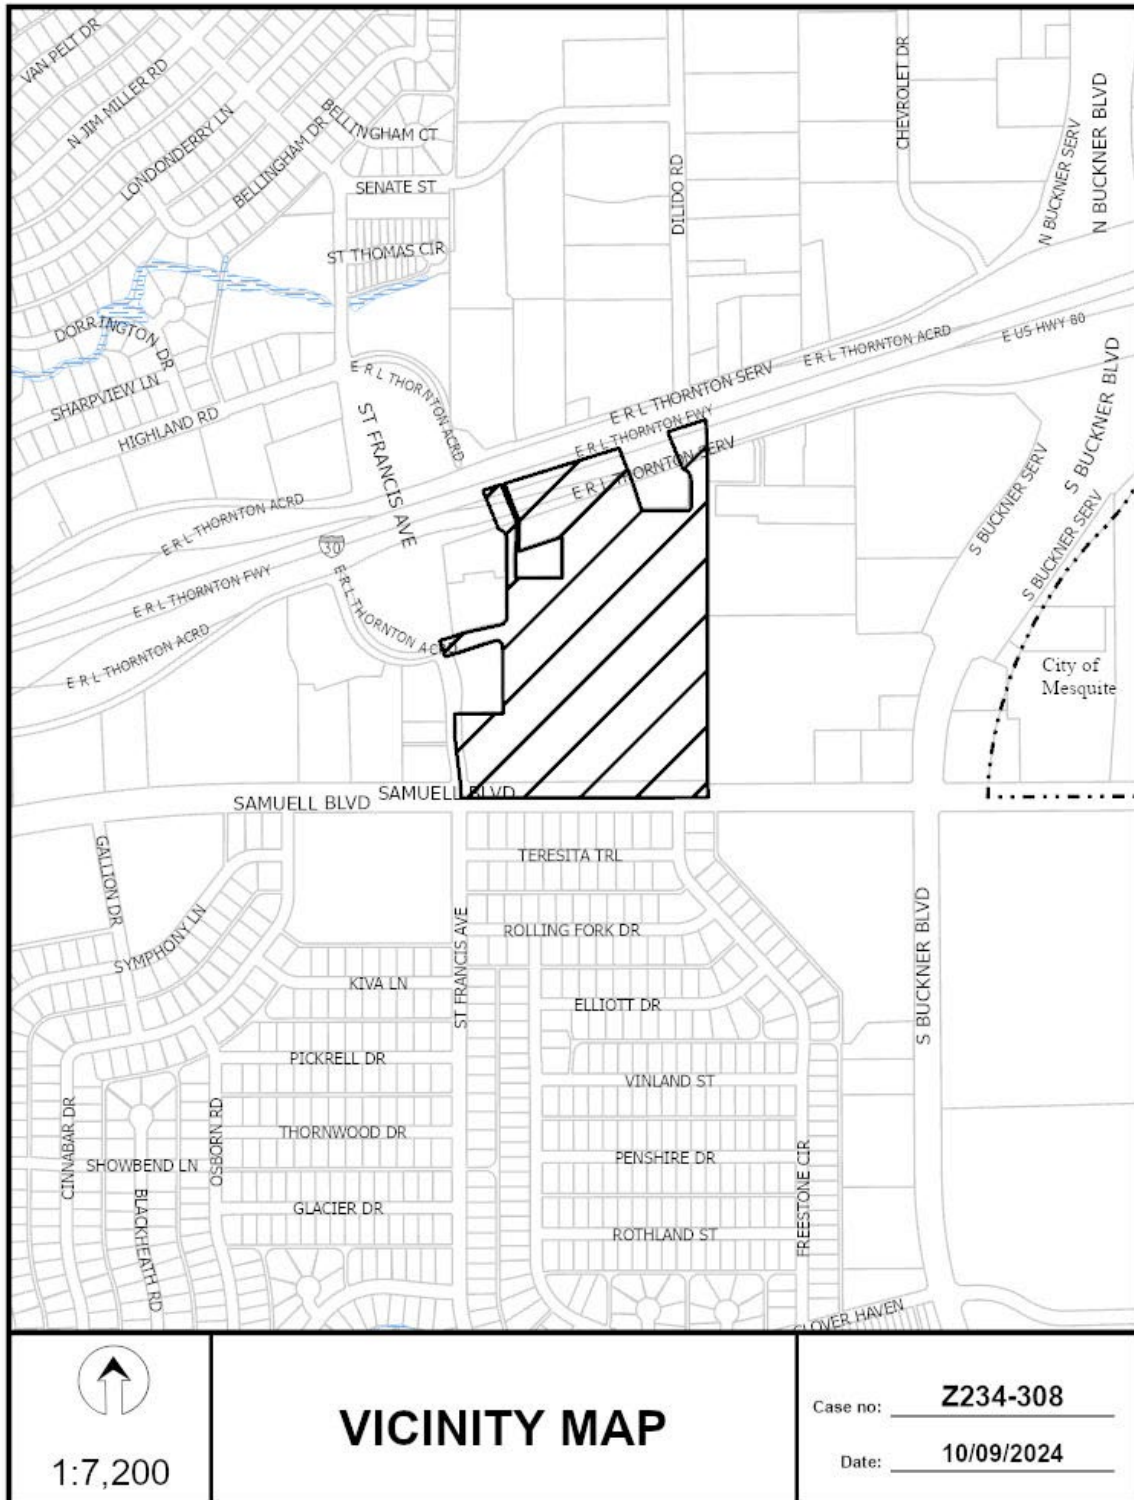 VAN PELT DR
N JIM MILLER RD
LONDONDERRY LN
BELLINGHAM DR
BELLINGHAM CT
SENATE ST
ST THOMAS CIR
DILIDO RD
CHEVROLET DR
N BUCKNER SERV
N BUCKNER BLVD
DORRINGTON DR
SHARPVIEW LN
HIGHLAND RD
E R L THORNTON ACRD
ST FRANCIS AVE
E R L THORNTON SERV
E R L THORNTON ACRD
E US HWY 80
E R L THORNTON FWY
E R L THORNTON SERV
S BUCKNER BLVD
S BUCKNER SERV
S BUCKNER SERV
E R L THORNTON ACRD
30
E R L THORNTON FWY
E R L THORNTON ACRD
E R L THORNTON ACRD
City of
Mesquite
SAMUELL BLVD
SAMUELL BLVD
GALLION DR
TERESITA TRL
SYMPHONY LN
ST FRANCIS AVE
ROLLING FORK DR
S BUCKNER BLVD
KIVA LN
ELLIOTT DR
PICKRELL DR
VINLAND ST
CINNABAR DR
OSBORN RD
THORNWOOD DR
SHOWBEND LN
PENSHIRE DR
FREESTONE CIR
BLACKHEATH RD
GLACIER DR
ROTHLAND ST
CLOVER HAVEN
1:7,200
VICINITY MAP
Case no: Z234-308
Date: 10/09/2024